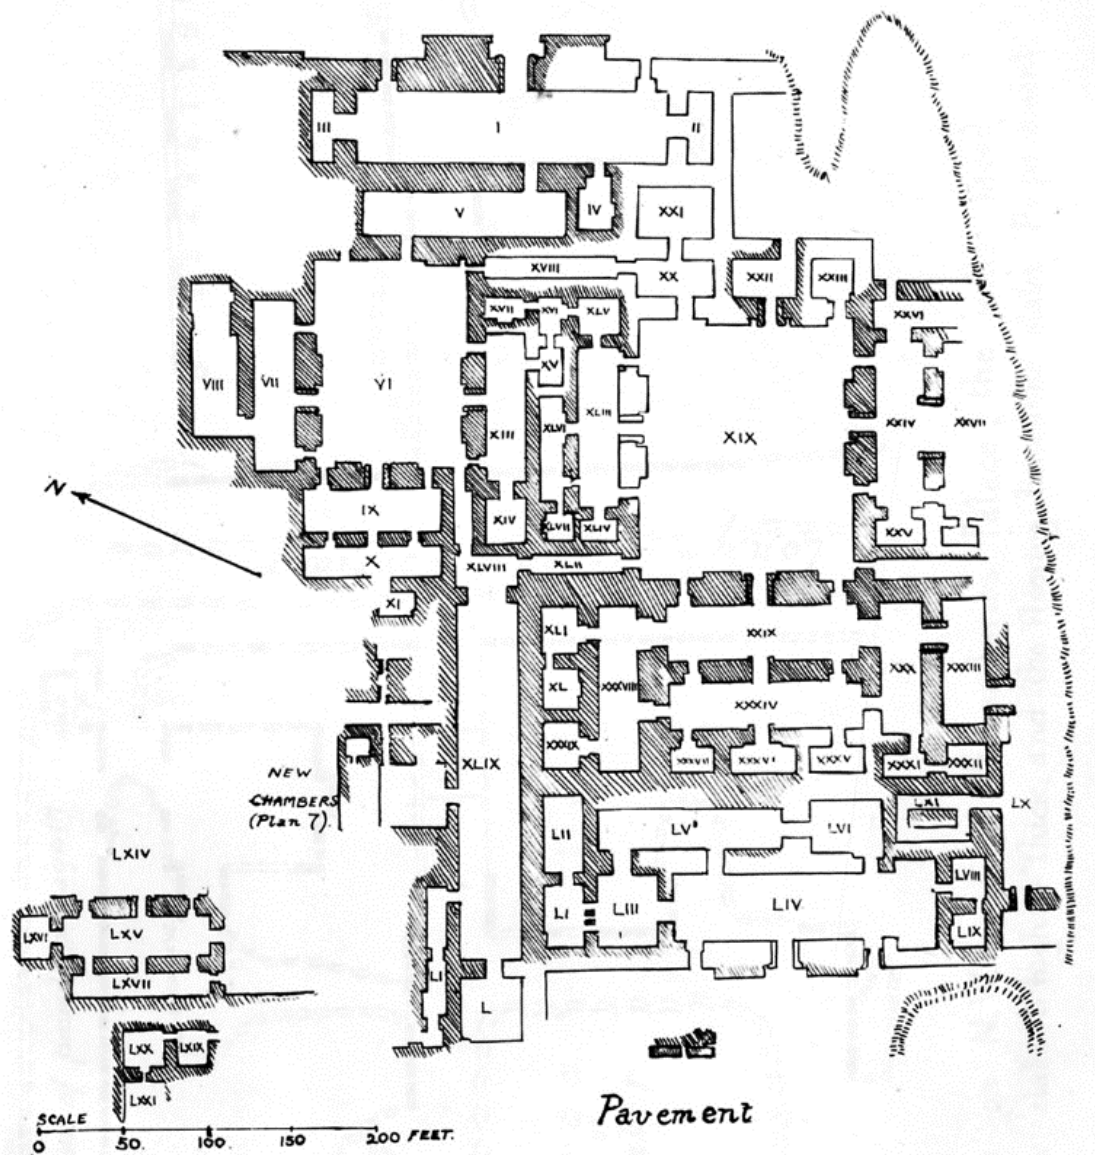 III I II
V IV XXI
XVIII XX XXII XXIII
XXVI
XVII XVI XLV
XV
VIII VII VI
XIII XLVI XLIII XIX XXIV XXVII
N
IX XIV XLVII XLIV XXV
X XLVIII XLII
XI
XLI XXIX
XL XXXVIII XXX XXXIII
XXXIV
XXXIX XXXVII XXXVI XXXV XXXI XXXII
XLIX
NEW
CHAMBERS
(Plan 7).
LXI LX
LII LV LVI
LXIV
LVIII
LI LIII LIV
LXVI LXV LIX
LXVII LI
L
LXX LXIX
LXXI
Pavement
SCALE
0 50. 100. 150 200 FEET.